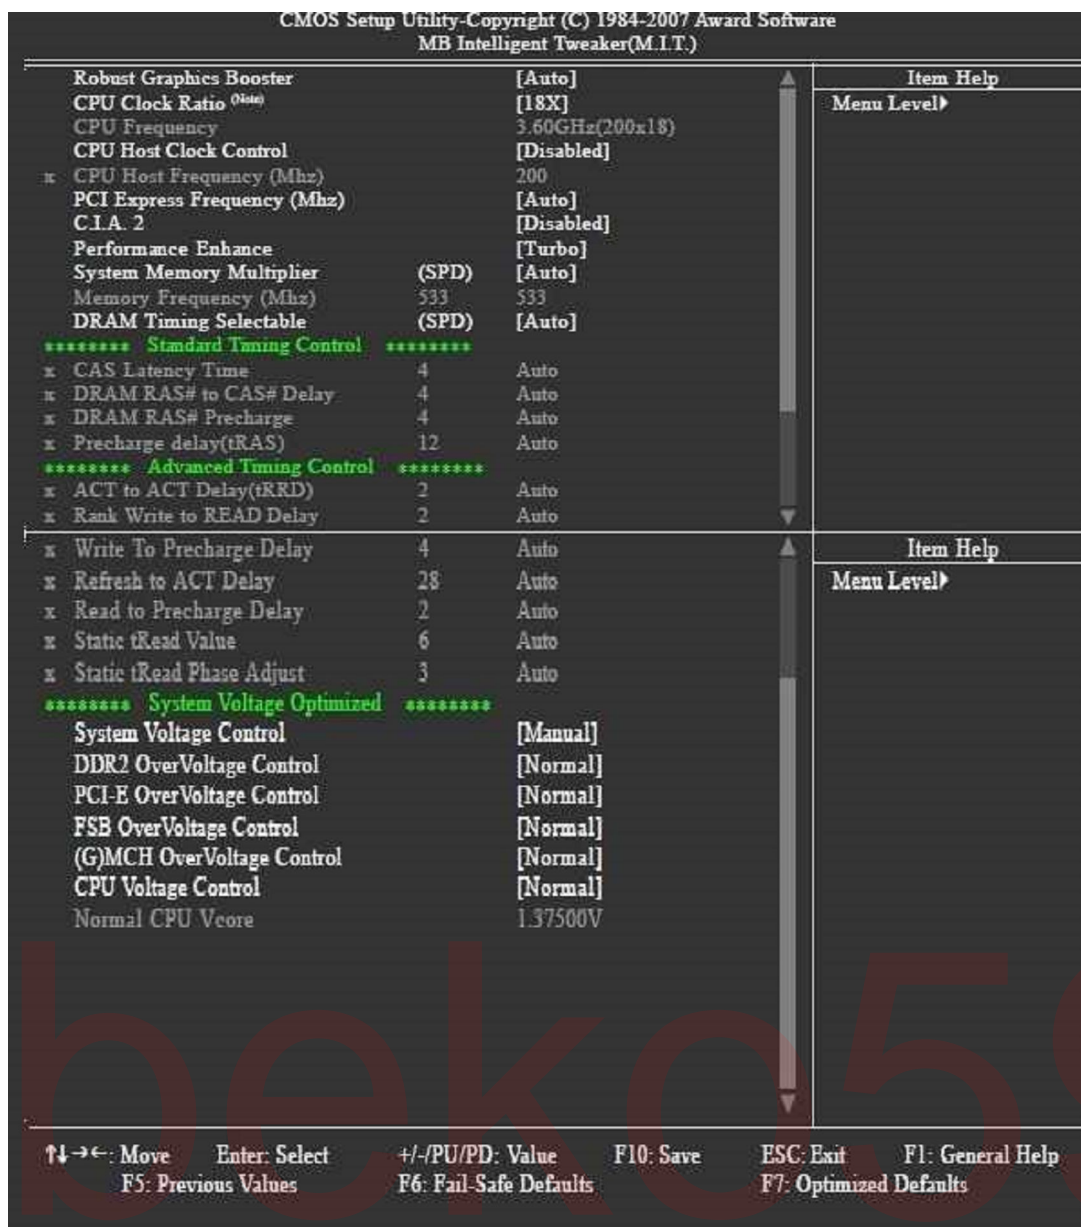 CMOS Setup Utility-Copyright (C) 1984-2007 Award Software
MB Intelligent Tweaker(M.I.T.)
Robust Graphics Booster [Auto] Item Help
CPU Clock Ratio (Note) [18X] Menu Level
CPU Frequency 3.60GHz(200x18)
CPU Host Clock Control [Disabled]
x CPU Host Frequency (Mhz) 200
PCI Express Frequency (Mhz) [Auto]
C.I.A. 2 [Disabled]
Performance Enhance [Turbo]
System Memory Multiplier (SPD) [Auto]
Memory Frequency (Mhz) 533 533
DRAM Timing Selectable (SPD) [Auto]
******** Standard Timing Control ********
x CAS Latency Time 4 Auto
x DRAM RAS# to CAS# Delay 4 Auto
x DRAM RAS# Precharge 4 Auto
x Precharge delay(tRAS) 12 Auto
******** Advanced Timing Control ********
x ACT to ACT Delay(tRRD) 2 Auto
x Rank Write to READ Delay 2 Auto
x Write To Precharge Delay 4 Auto Item Help
x Refresh to ACT Delay 28 Auto Menu Level
x Read to Precharge Delay 2 Auto
x Static tRead Value 6 Auto
x Static tRead Phase Adjust 3 Auto
******** System Voltage Optimized ********
System Voltage Control [Manual]
DDR2 OverVoltage Control [Normal]
PCI-E OverVoltage Control [Normal]
FSB OverVoltage Control [Normal]
(G)MCH OverVoltage Control [Normal]
CPU Voltage Control [Normal]
Normal CPU Vcore 1.37500V
beko59
↑↓→←: Move Enter: Select +/-/PU/PD: Value F10: Save ESC: Exit F1: General Help
F5: Previous Values F6: Fail-Safe Defaults F7: Optimized Defaults